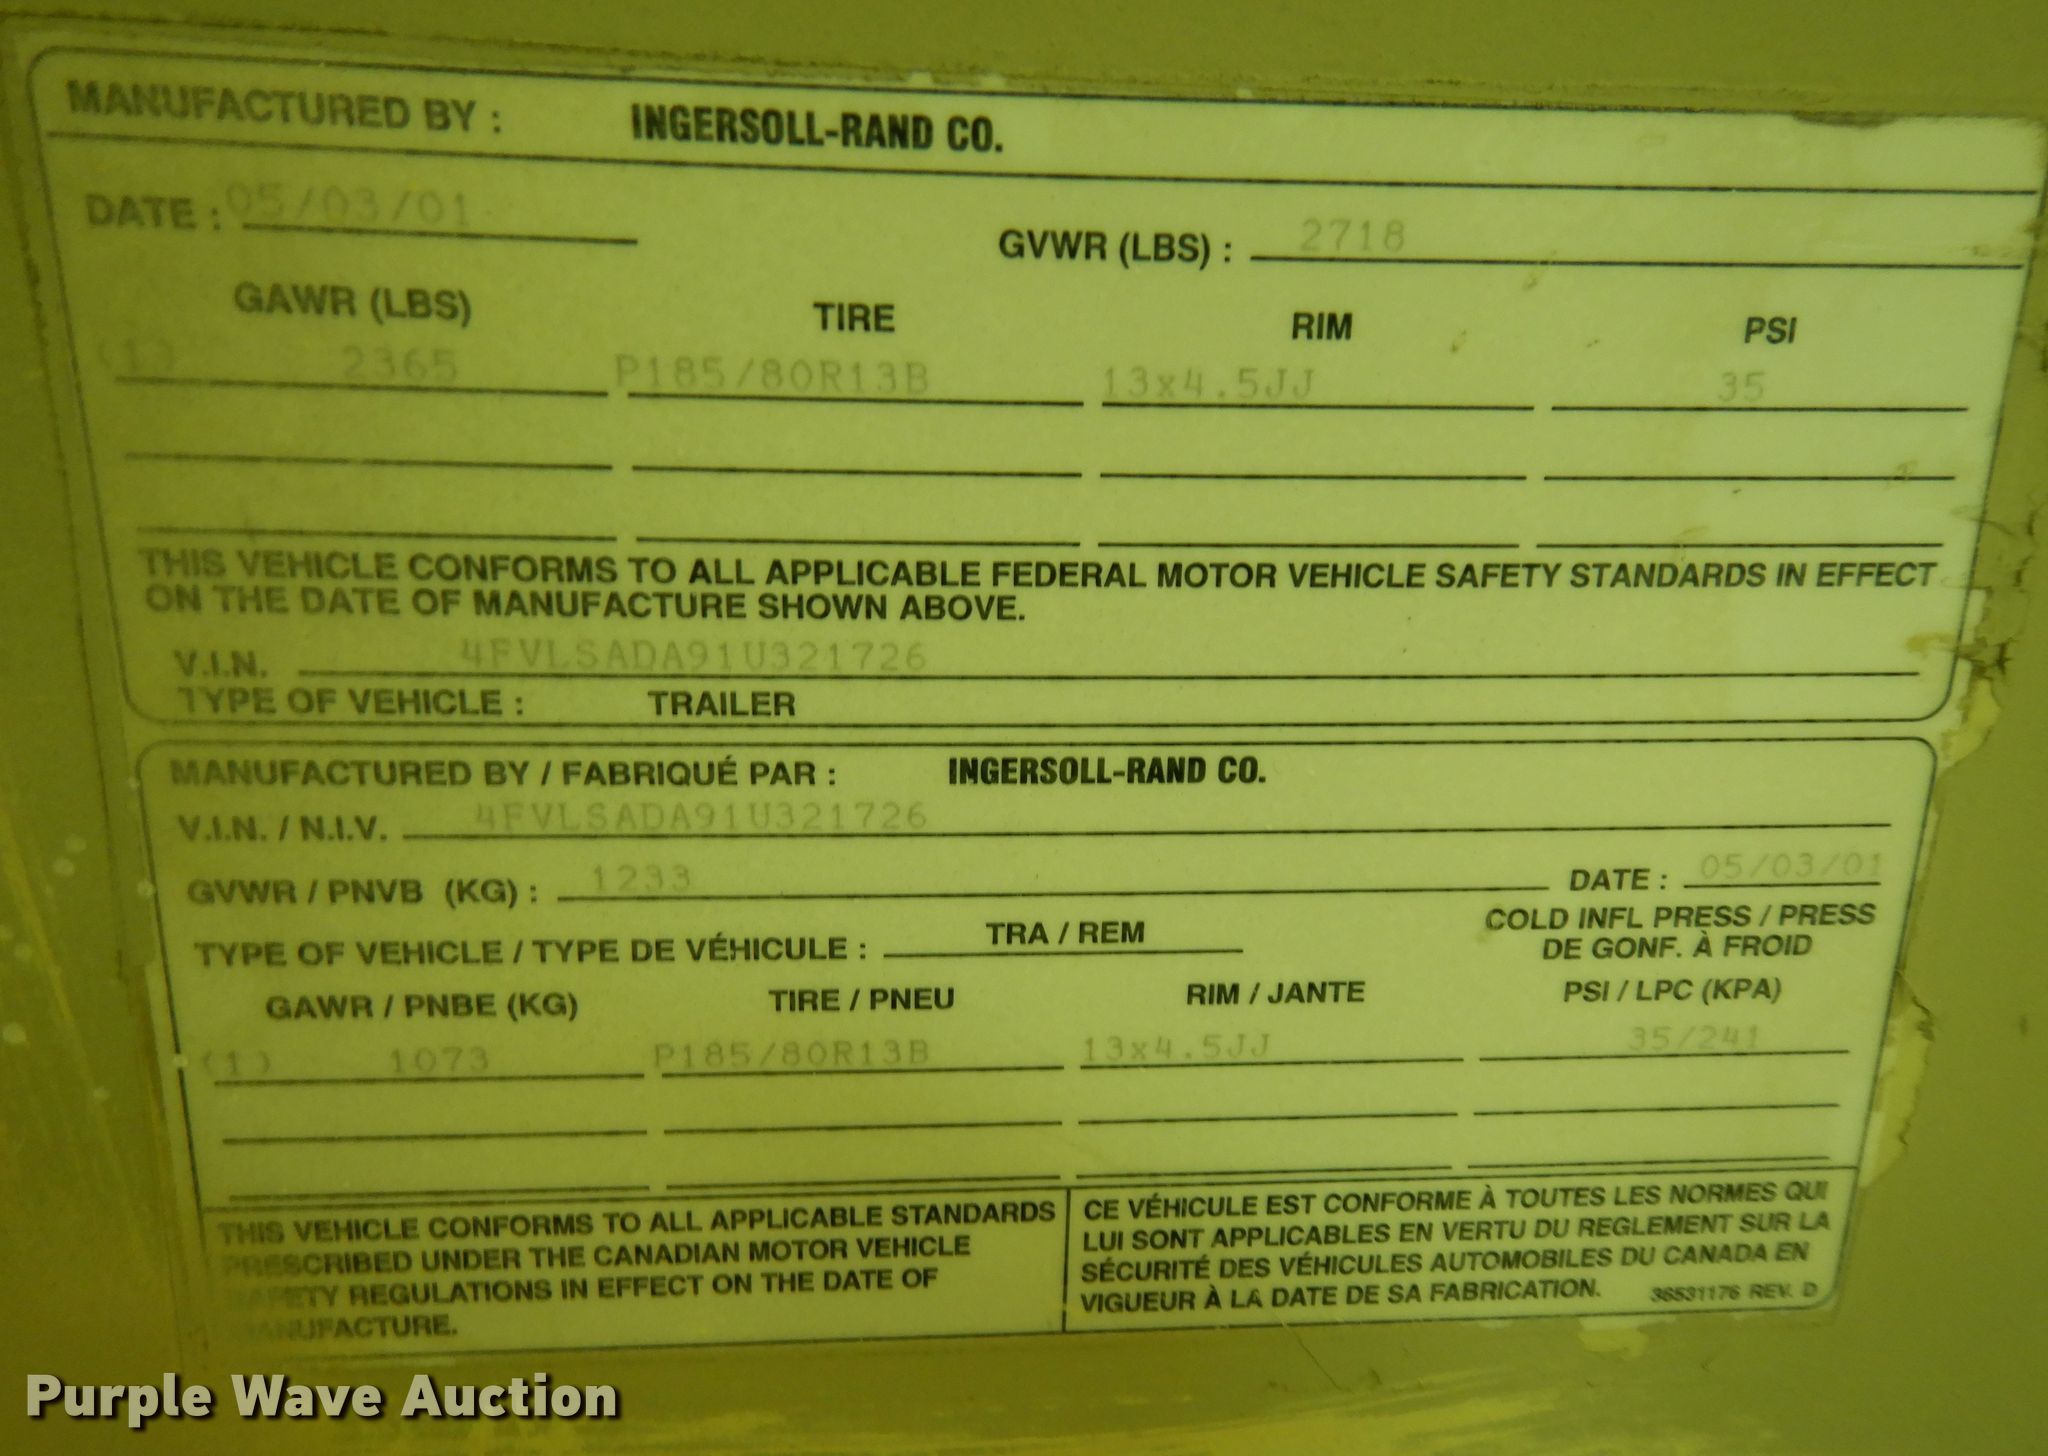 MANUFACTURED BY : INGERSOLL-RAND CO.
DATE : 05/03/01 GVWR (LBS) : 2718
GAWR (LBS) TIRE RIM PSI
(1) 2365 P185/80R13B 13x4.5JJ 35
THIS VEHICLE CONFORMS TO ALL APPLICABLE FEDERAL MOTOR VEHICLE SAFETY STANDARDS IN EFFECT
ON THE DATE OF MANUFACTURE SHOWN ABOVE.
V.I.N. 4FVLSADA91U321726
TYPE OF VEHICLE : TRAILER
MANUFACTURED BY / FABRIQUÉ PAR : INGERSOLL-RAND CO.
V.I.N. / N.I.V. 4FVLSADA91U321726
GVWR / PNVB (KG) : 1233 DATE : 05/03/01
TYPE OF VEHICLE / TYPE DE VÉHICULE : TRA / REM
COLD INFL PRESS / PRESS
DE GONF. À FROID
GAWR / PNBE (KG) TIRE / PNEU RIM / JANTE PSI / LPC (KPA)
(1) 1073 P185/80R13B 13x4.5JJ 35/241
THIS VEHICLE CONFORMS TO ALL APPLICABLE STANDARDS
PRESCRIBED UNDER THE CANADIAN MOTOR VEHICLE
SAFETY REGULATIONS IN EFFECT ON THE DATE OF
MANUFACTURE.
CE VÉHICULE EST CONFORME À TOUTES LES NORMES QUI
LUI SONT APPLICABLES EN VERTU DU REGLEMENT SUR LA
SÉCURITÉ DES VÉHICULES AUTOMOBILES DU CANADA EN
VIGUEUR À LA DATE DE SA FABRICATION. 36531176 REV. D
Purple Wave Auction